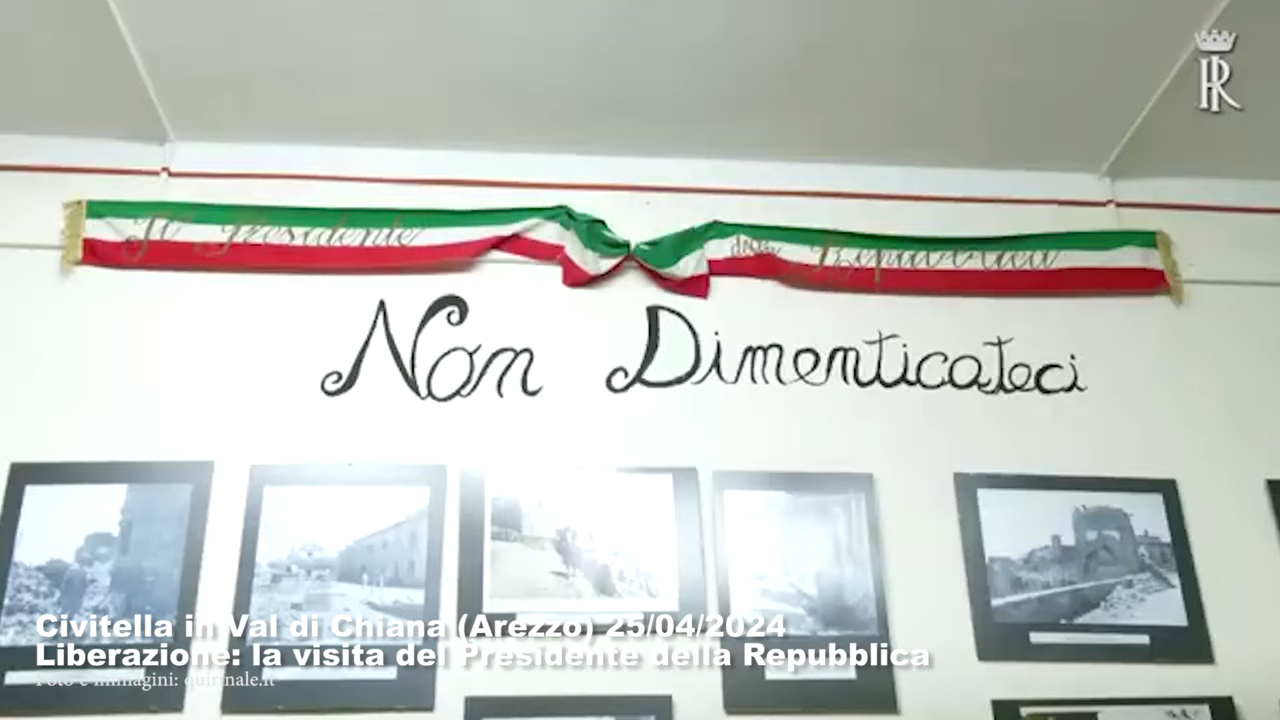 Il Presidente della Repubblica
Non Dimenticateci
Civitella in Val di Chiana (Arezzo) 25/04/2024
Liberazione: la visita del Presidente della Repubblica
Foto e immagini: quirinale.it